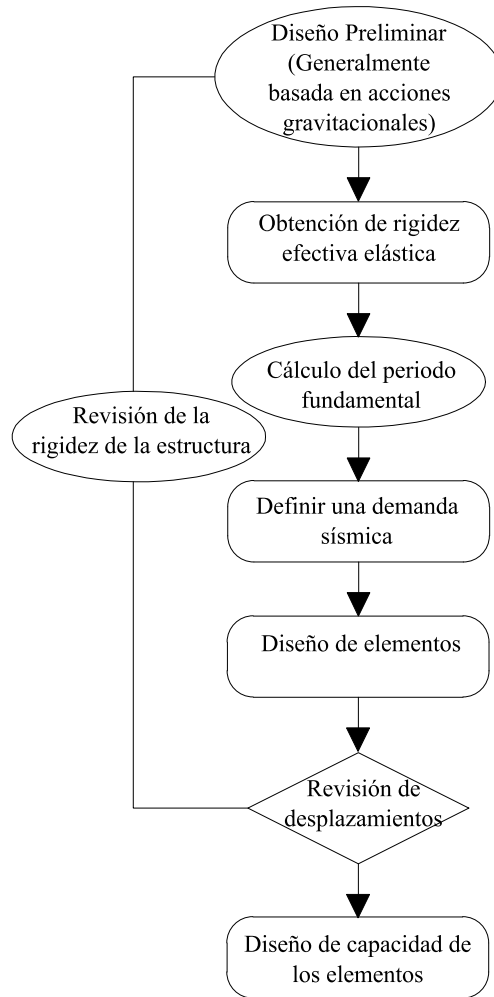 Diseño Preliminar
(Generalmente
basada en acciones
gravitacionales)
Obtención de rigidez
efectiva elástica
Cálculo del periodo
fundamental
Revisión de la
rigidez de la estructura
Definir una demanda
sísmica
Diseño de elementos
Revisión de
desplazamientos
Diseño de capacidad de
los elementos